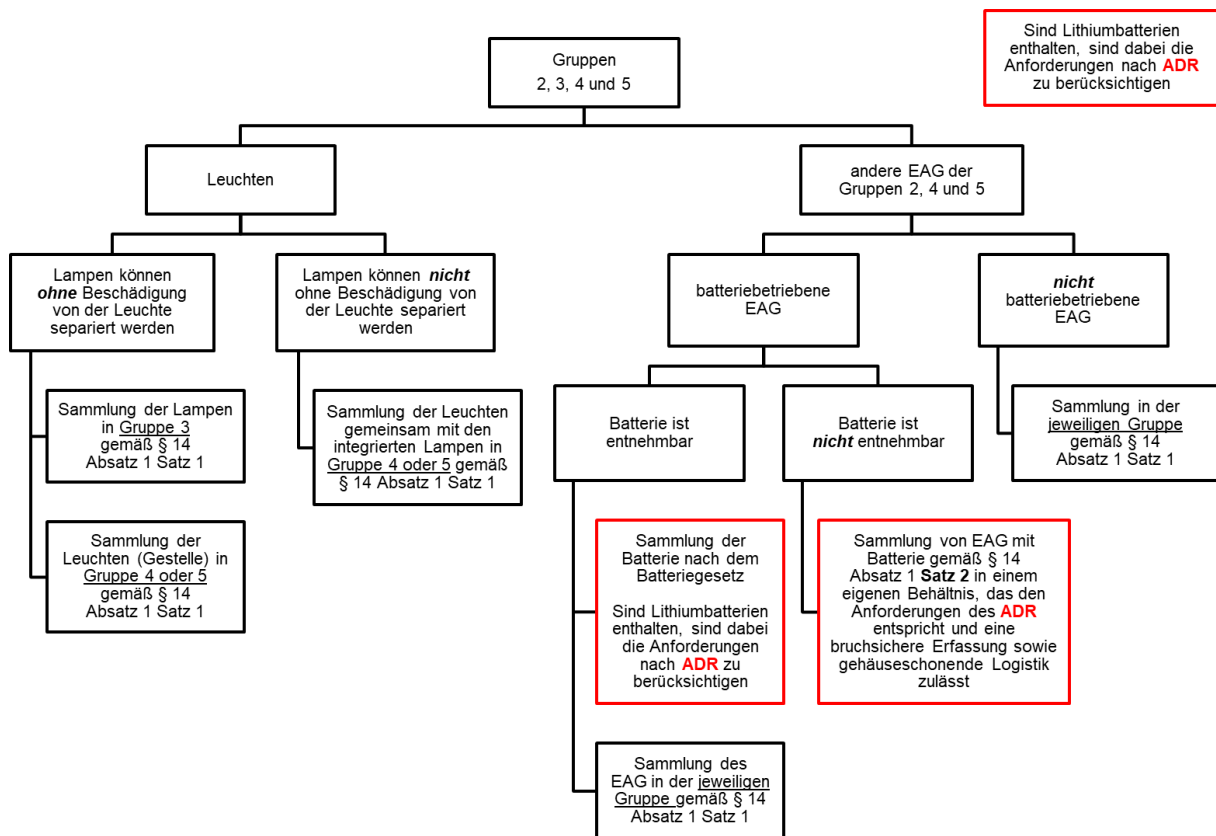 Sind Lithiumbatterien
enthalten, sind dabei die
Anforderungen nach ADR
zu berücksichtigen
Gruppen
2, 3, 4 und 5
Leuchten
andere EAG der
Gruppen 2, 4 und 5
Lampen können
ohne Beschädigung
von der Leuchte
separiert werden
Lampen können nicht
ohne Beschädigung von
der Leuchte separiert
werden
batteriebetriebene
EAG
nicht
batteriebetriebene
EAG
Sammlung der Lampen
in Gruppe 3
gemäß § 14
Absatz 1 Satz 1
Sammlung der Leuchten
gemeinsam mit den
integrierten Lampen in
Gruppe 4 oder 5 gemäß
§ 14 Absatz 1 Satz 1
Batterie ist
entnehmbar
Batterie ist
nicht entnehmbar
Sammlung in der
jeweiligen Gruppe
gemäß § 14
Absatz 1 Satz 1
Sammlung der
Leuchten (Gestelle) in
Gruppe 4 oder 5
gemäß § 14
Absatz 1 Satz 1
Sammlung der
Batterie nach dem
Batteriegesetz
Sind Lithiumbatterien
enthalten, sind dabei
die Anforderungen
nach ADR zu
berücksichtigen
Sammlung von EAG mit
Batterie gemäß § 14
Absatz 1 Satz 2 in einem
eigenen Behältnis, das den
Anforderungen des ADR
entspricht und eine
bruchsichere Erfassung sowie
gehäuseschonende Logistik
zulässt
Sammlung des
EAG in der jeweiligen
Gruppe gemäß § 14
Absatz 1 Satz 1